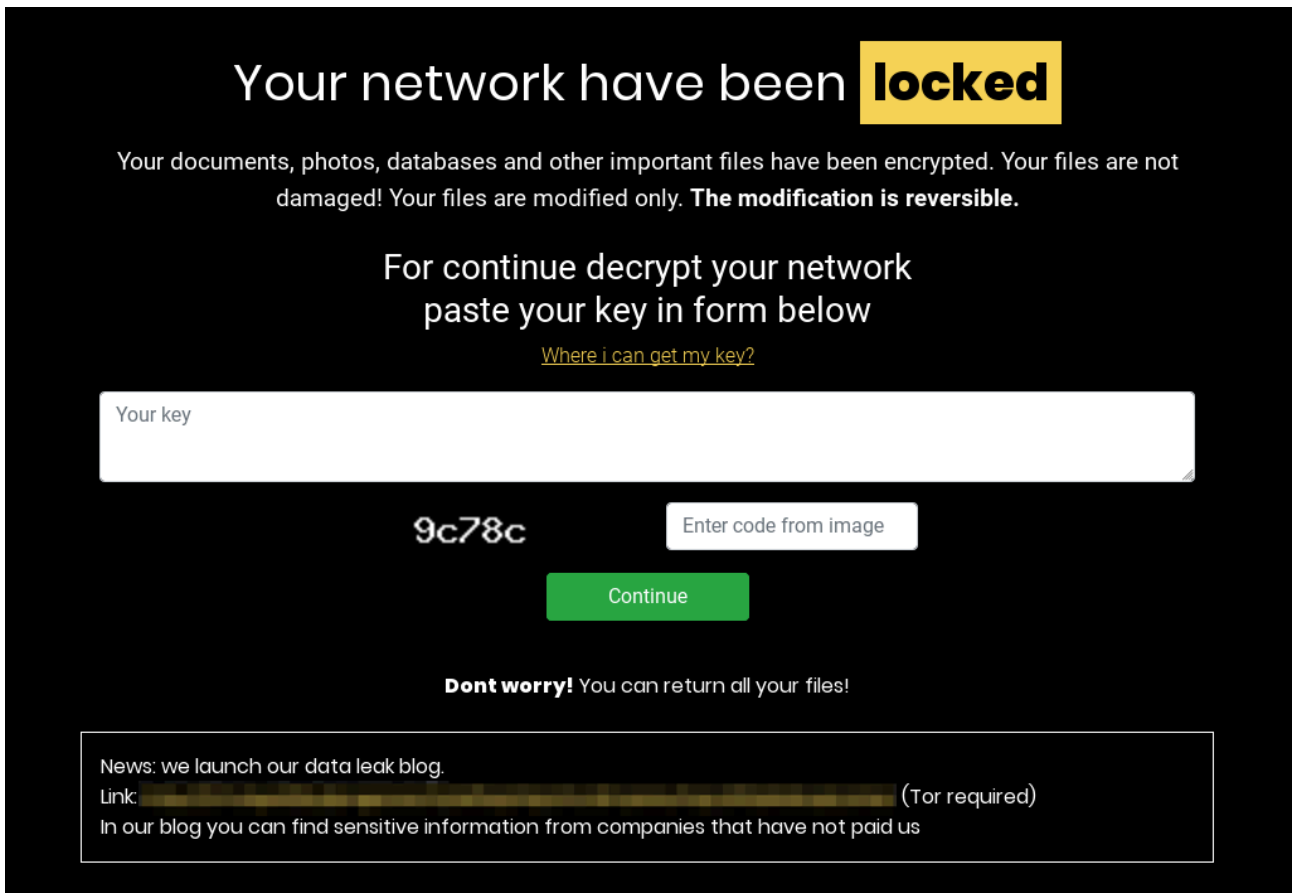 Your network have been locked
Your documents, photos, databases and other important files have been encrypted. Your files are not
damaged! Your files are modified only. The modification is reversible.
For continue decrypt your network
paste your key in form below
Where i can get my key?
Your key
9c78c
Enter code from image
Continue
Dont worry! You can return all your files!
News: we launch our data leak blog.
Link: (Tor required)
In our blog you can find sensitive information from companies that have not paid us